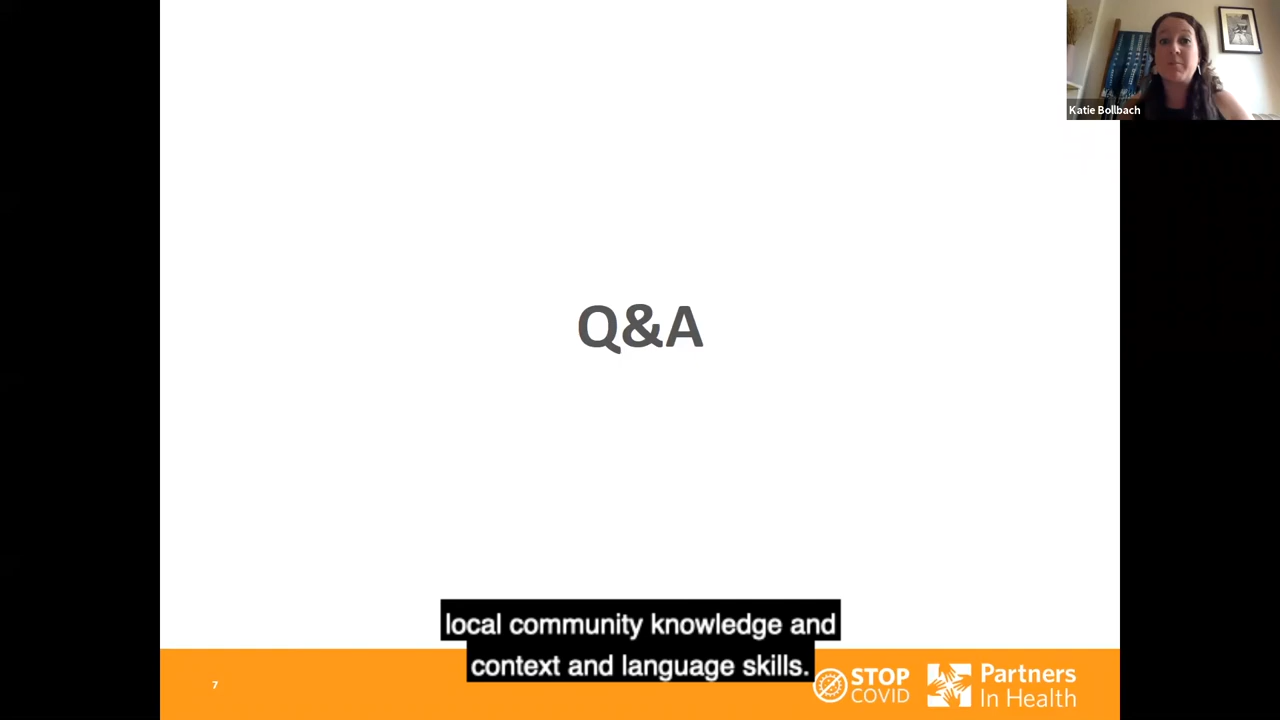 Katie Bollbach
Q&A
local community knowledge and
context and language skills.
7
STOP
COVID
Partners
In Health